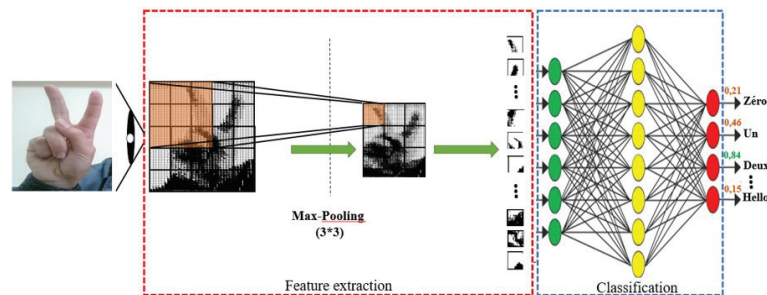 Max-Pooling
(3*3)
Feature extraction
0,21
Zéro
0,46
Un
0,84
Deux
0,15
Hello
Classification